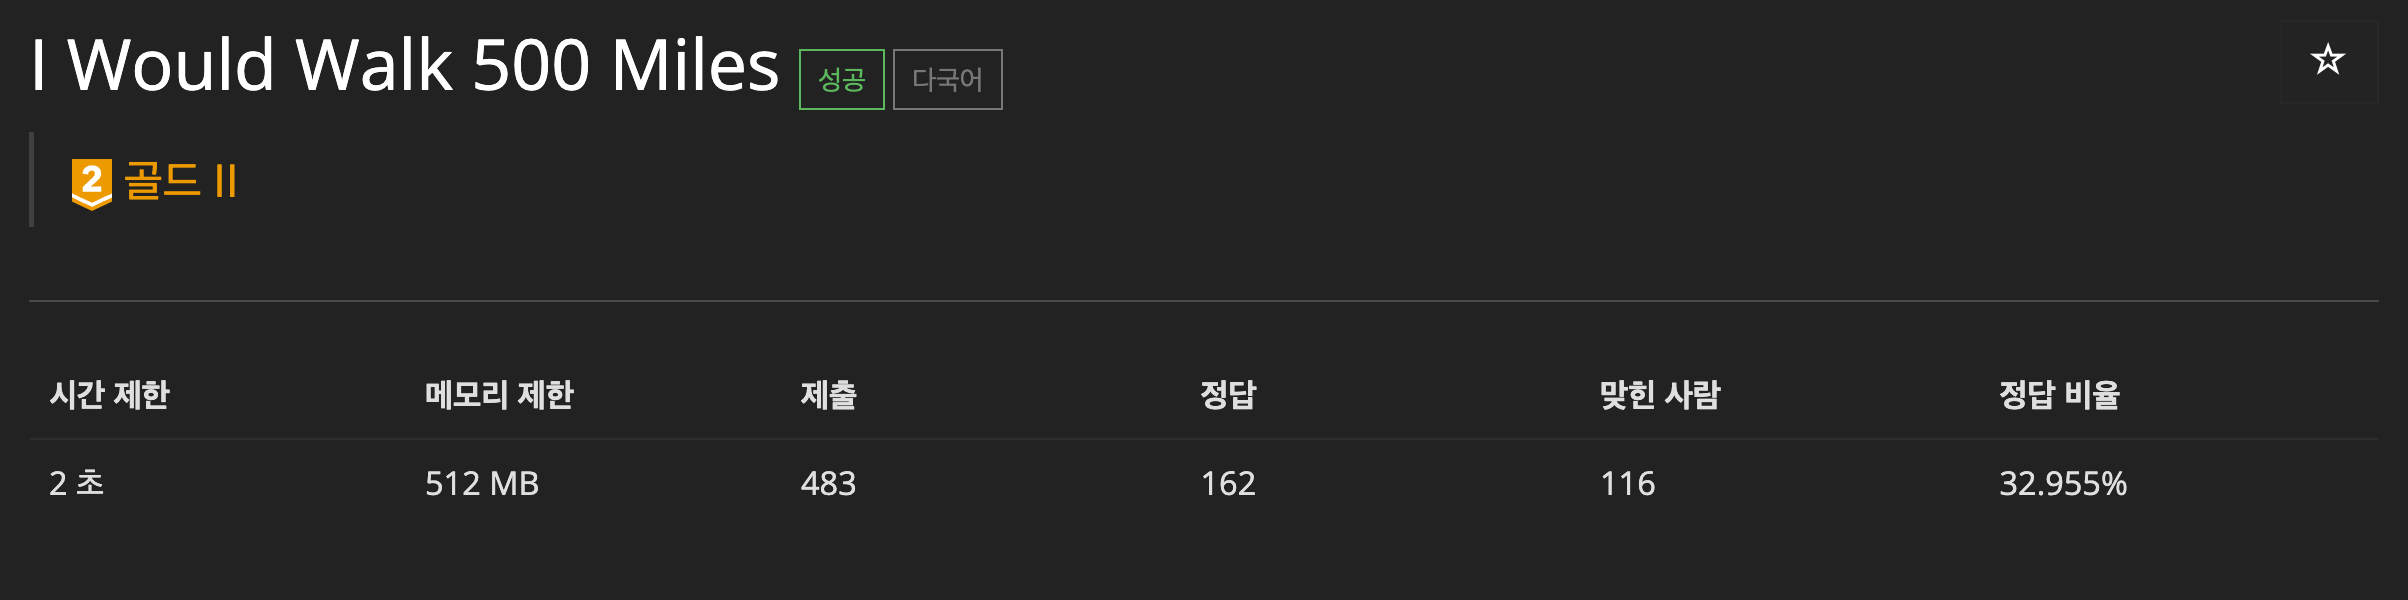 I Would Walk 500 Miles 성공 다국어
2 골드 II
시간 제한 메모리 제한 제출 정답 맞힌 사람 정답 비율
2 초 512 MB 483 162 116 32.955%